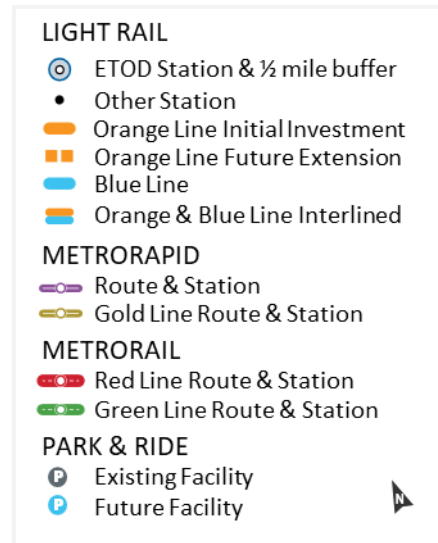 LIGHT RAIL
ETOD Station & ½ mile buffer
Other Station
Orange Line Initial Investment
Orange Line Future Extension
Blue Line
Orange & Blue Line Interlined
METRORAPID
Route & Station
Gold Line Route & Station
METRORAIL
Red Line Route & Station
Green Line Route & Station
PARK & RIDE
P Existing Facility
P Future Facility
N